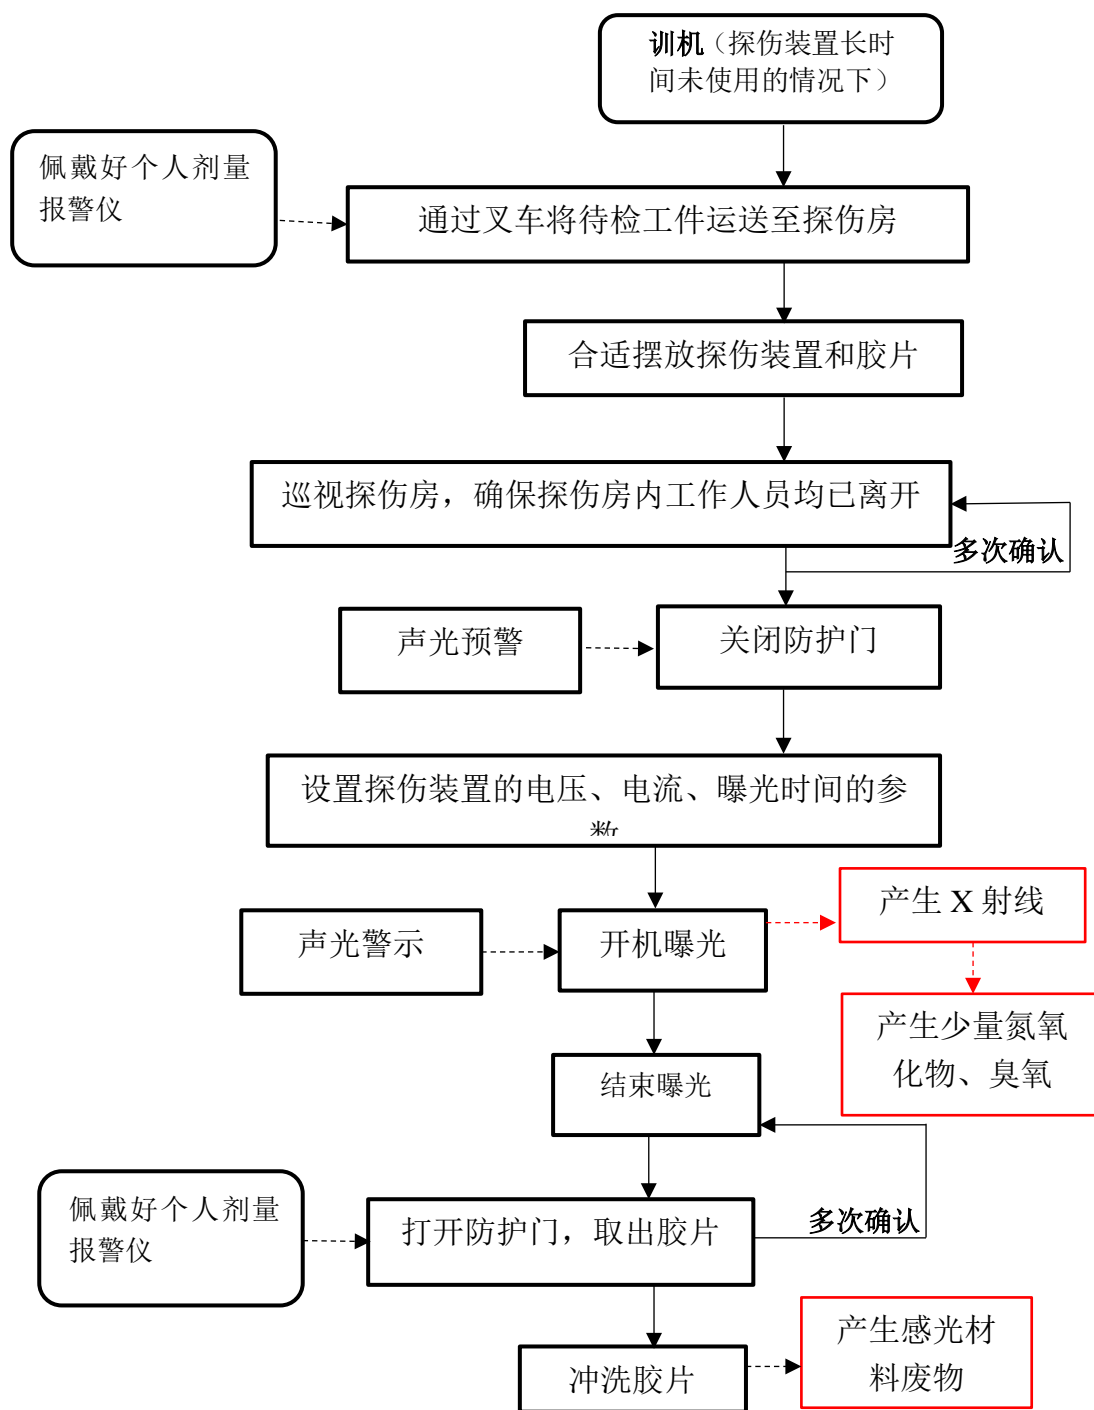 训机（探伤装置长时
间未使用的情况下）
佩戴好个人剂量
报警仪
通过叉车将待检工件运送至探伤房
合适摆放探伤装置和胶片
巡视探伤房，确保探伤房内工作人员均已离开
多次确认
声光预警
关闭防护门
设置探伤装置的电压、电流、曝光时间的参
数
产生 X 射线
声光警示
开机曝光
产生少量氮氧
化物、臭氧
结束曝光
佩戴好个人剂量
报警仪
打开防护门，取出胶片
多次确认
产生感光材
料废物
冲洗胶片